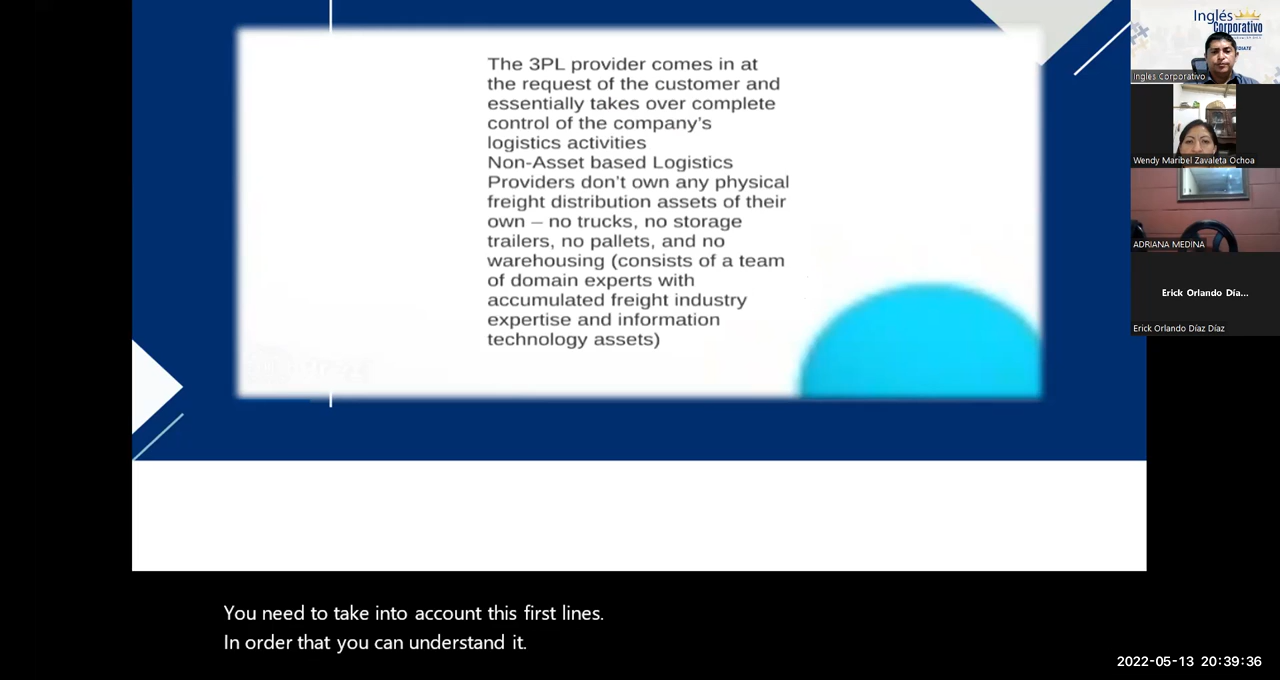 The 3PL provider comes in at
the request of the customer and
essentially takes over complete
control of the company's
logistics activities
Non-Asset based Logistics
Providers don't own any physical
freight distribution assets of their
own – no trucks, no storage
trailers, no pallets, and no
warehousing (consists of a team
of domain experts with
accumulated freight industry
expertise and information
technology assets)
Inglés
Corporativo
Ingles Corporativo
Wendy Maribel Zavaleta Ochoa
ADRIANA MEDINA
Erick Orlando Día...
Erick Orlando Díaz Díaz
You need to take into account this first lines.
In order that you can understand it.
2022-05-13 20:39:36